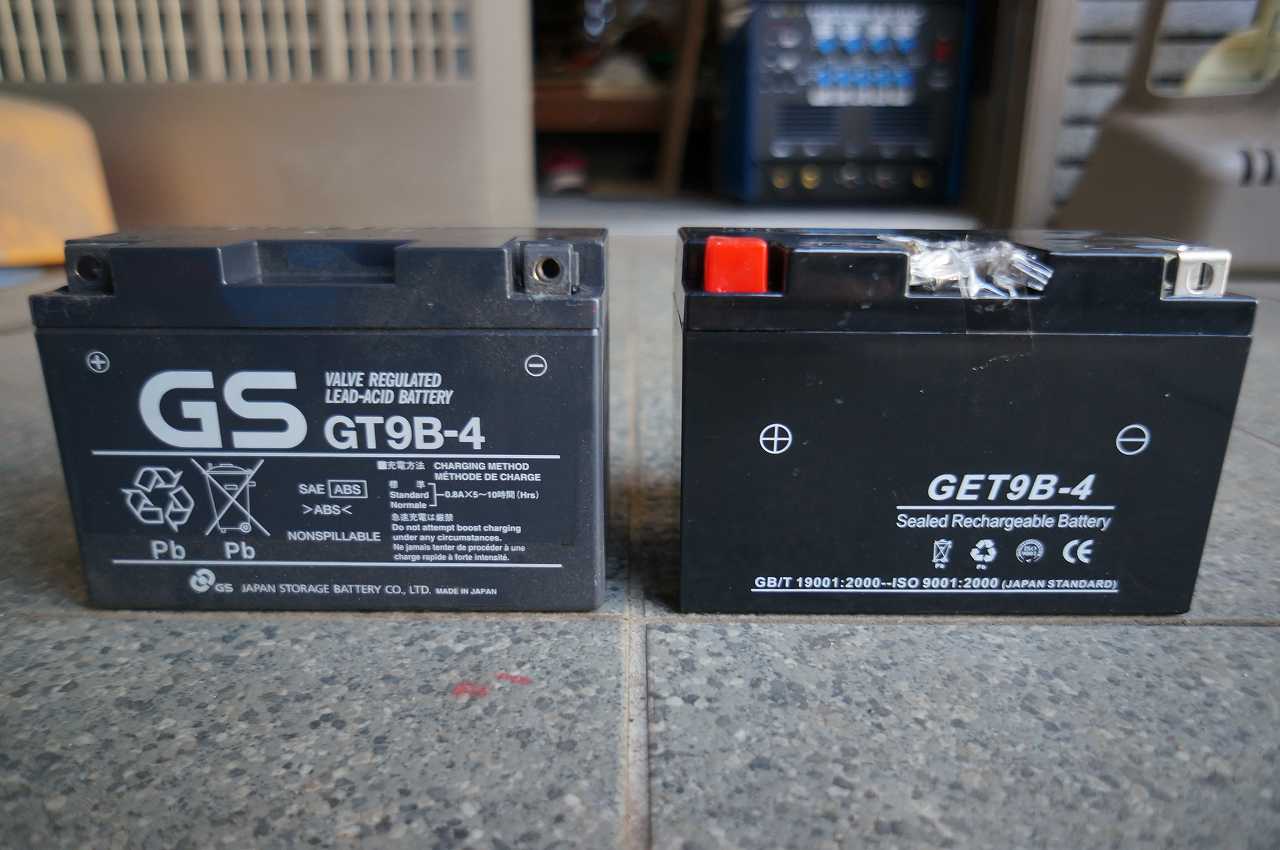 GS
VALVE REGULATED
LEAD-ACID BATTERY
GT9B-4
Pb
Pb
SAE ABS
>ABS<
NONSPILLABLE
■充電方法 CHARGING METHOD
MÉTHODE DE CHARGE
標 準
Standard
Normale
0.8A×5～10時間(Hrs)
急速充電は厳禁
Do not attempt boost charging
under any circumstances.
Ne jamais tenter de procéder à une
charge rapide à forte intensité.
GS JAPAN STORAGE BATTERY CO., LTD. MADE IN JAPAN
GET9B-4
Sealed Rechargeable Battery
Pb
Pb
ISO
9001
CE
GB/T 19001:2000--ISO 9001:2000 (JAPAN STANDARD)